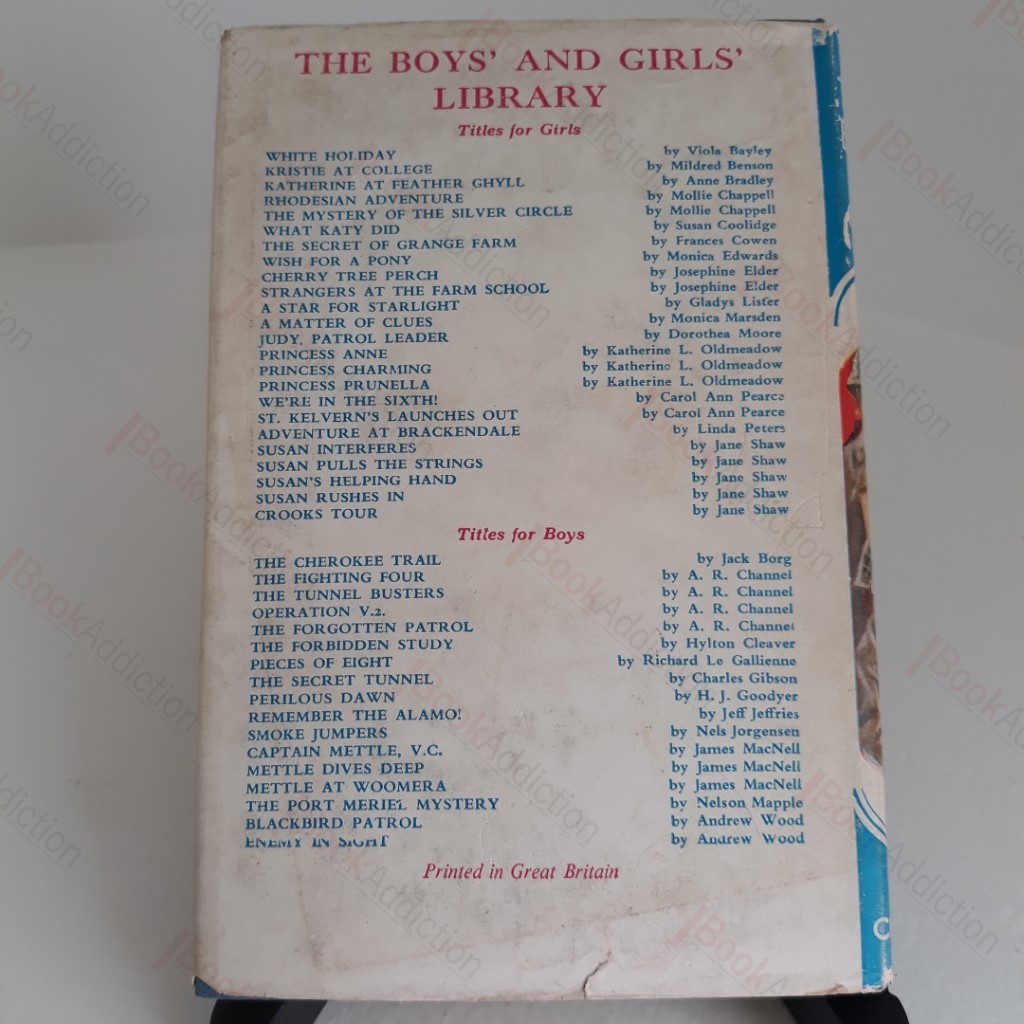 THE BOYS' AND GIRLS'
LIBRARY
Titles for Girls
WHITE HOLIDAY by Viola Bayley
KRISTIE AT COLLEGE by Mildred Benson
KATHERINE AT FEATHER GHYLL by Anne Bradley
RHODESIAN ADVENTURE by Mollie Chappell
THE MYSTERY OF THE SILVER CIRCLE by Mollie Chappell
WHAT KATY DID by Susan Coolidge
THE SECRET OF GRANGE FARM by Frances Cowen
WISH FOR A PONY by Monica Edwards
CHERRY TREE PERCH by Josephine Elder
STRANGERS AT THE FARM SCHOOL by Josephine Elder
A STAR FOR STARLIGHT by Gladys Lister
A MATTER OF CLUES by Monica Marsden
JUDY, PATROL LEADER by Dorothea Moore
PRINCESS ANNE by Katherine L. Oldmeadow
PRINCESS CHARMING by Katherine L. Oldmeadow
PRINCESS PRUNELLA by Katherine L. Oldmeadow
WE'RE IN THE SIXTH! by Carol Ann Pearce
ST. KELVERN'S LAUNCHES OUT by Carol Ann Pearce
ADVENTURE AT BRACKENDALE by Linda Peters
SUSAN INTERFERES by Jane Shaw
SUSAN PULLS THE STRINGS by Jane Shaw
SUSAN'S HELPING HAND by Jane Shaw
SUSAN RUSHES IN by Jane Shaw
CROOKS TOUR by Jane Shaw
Titles for Boys
THE CHEROKEE TRAIL by Jack Borg
THE FIGHTING FOUR by A. R. Channel
THE TUNNEL BUSTERS by A. R. Channel
OPERATION V.2. by A. R. Channel
THE FORGOTTEN PATROL by A. R. Channel
THE FORBIDDEN STUDY by Hylton Cleaver
PIECES OF EIGHT by Richard Le Gallienne
THE SECRET TUNNEL by Charles Gibson
PERILOUS DAWN by H. J. Goodyer
REMEMBER THE ALAMO! by Jeff Jeffries
SMOKE JUMPERS by Nels Jorgensen
CAPTAIN METTLE, V.C. by James MacNell
METTLE DIVES DEEP by James MacNell
METTLE AT WOOMERA by James MacNell
THE PORT MERIEL MYSTERY by Nelson Mapple
BLACKBIRD PATROL by Andrew Wood
ENEMY IN SIGHT by Andrew Wood
Printed in Great Britain
BookAddiction